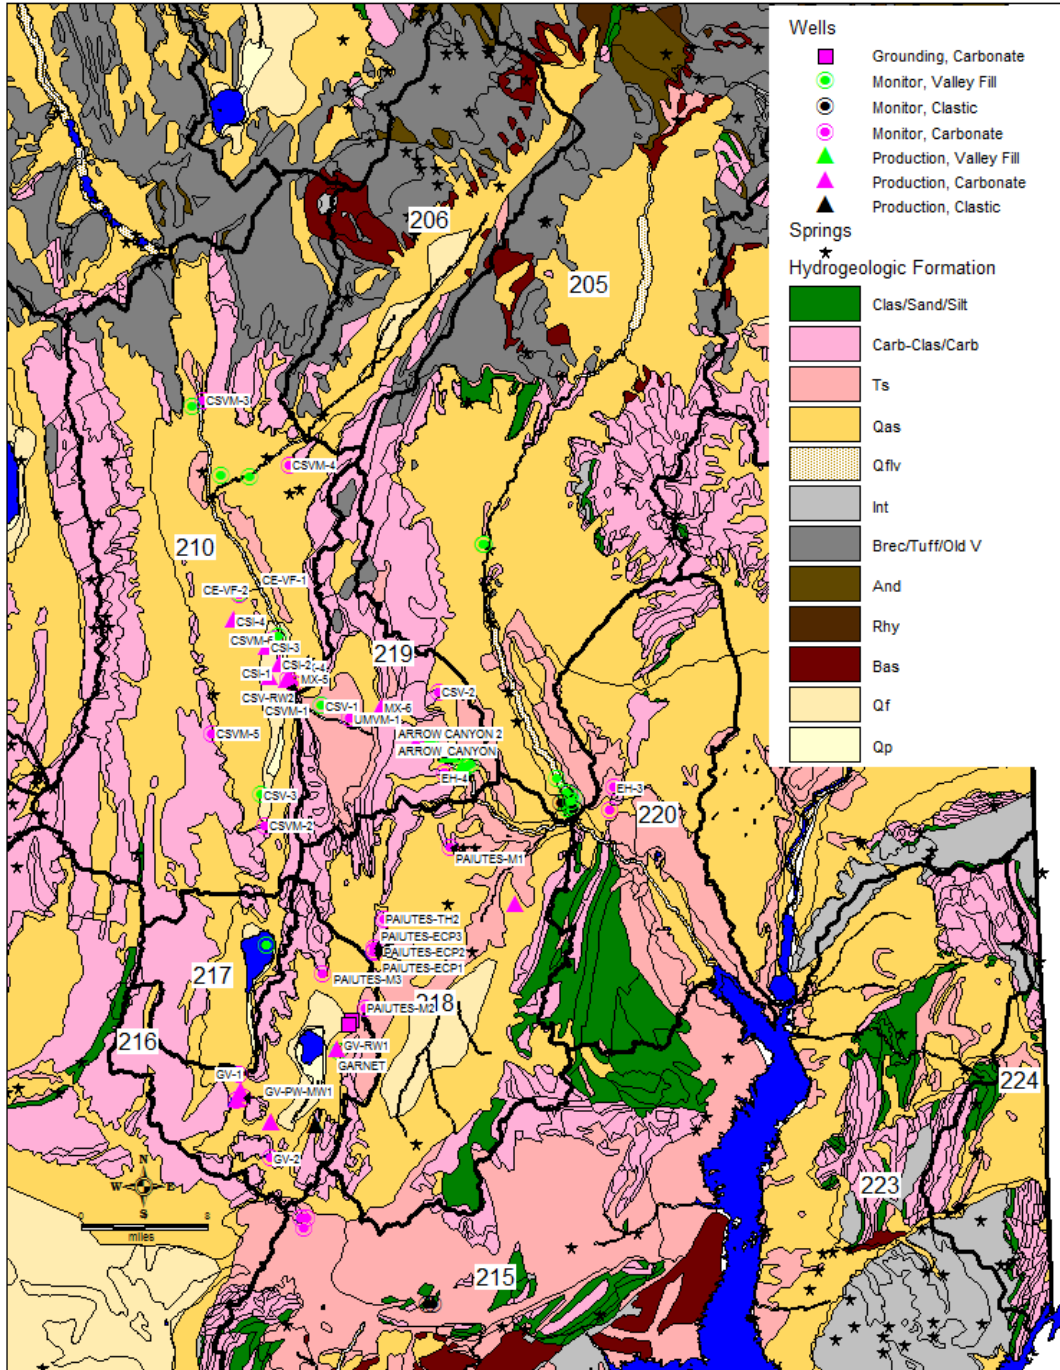 Wells
Grounding, Carbonate
Monitor, Valley Fill
Monitor, Clastic
Monitor, Carbonate
Production, Valley Fill
Production, Carbonate
Production, Clastic
Springs
Hydrogeologic Formation
Clas/Sand/Silt
Carb-Clas/Carb
Ts
Qas
Qflv
Int
Brec/Tuff/Old V
And
Rhy
Bas
Qf
Qp
206
205
CSVM-3
CSVM-4
210
CE-VF-1
CE-VF-2
CSI-4
CSVM-6
CSI-3
219
CSI-2
CSI-1
MX-5
CSV-2
CSV-RW2
CSVM-1
CSV-1
MX-6
UMVM-1
CSVM-5
ARROW CANYON 2
ARROW CANYON
EH-4
CSV-3
EH-3
220
CSVM-2
PAIUTES-M1
PAIUTES-TH2
PAIUTES-ECP3
PAIUTES-ECP2
PAIUTES-ECP1
217
PAIUTES-M3
PAIUTES-M2
218
216
GV-RW1
GARNET
GV-1
GV-PW-MW1
224
GV-2
N
W E
S
223
0 8
miles
215